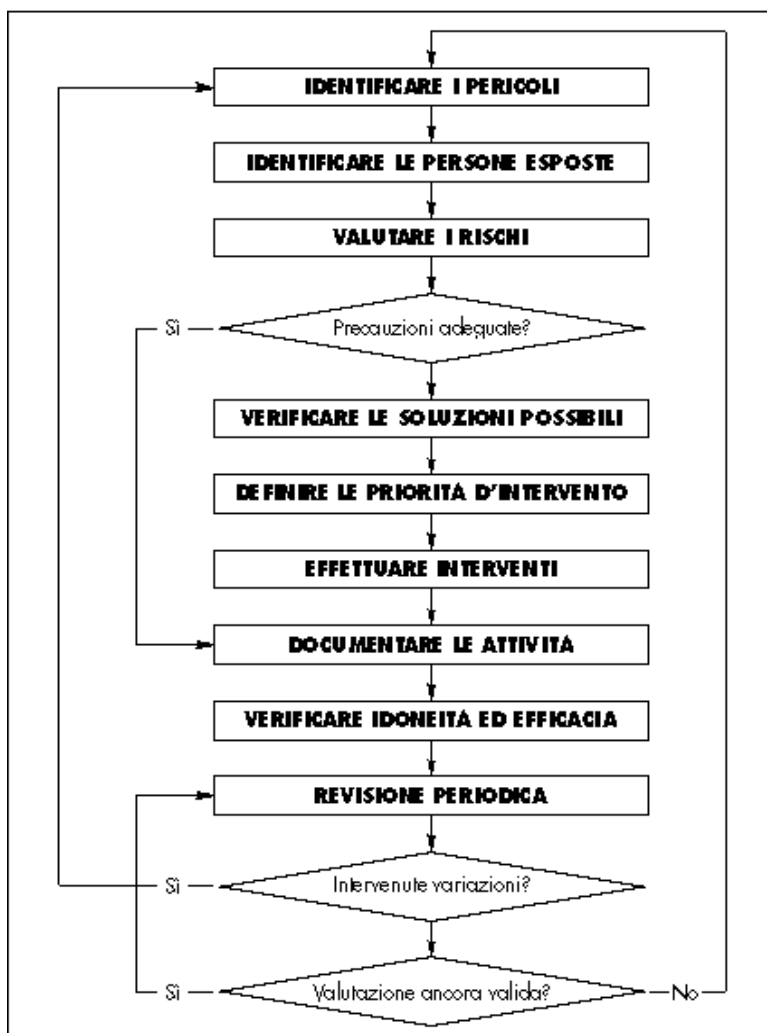 IDENTIFICARE I PERICOLI
IDENTIFICARE LE PERSONE ESPOSTE
VALUTARE I RISCHI
Sì
Precauzioni adeguate?
VERIFICARE LE SOLUZIONI POSSIBILI
DEFINIRE LE PRIORITÀ D'INTERVENTO
EFFETTUARE INTERVENTI
DOCUMENTARE LE ATTIVITÀ
VERIFICARE IDONEITÀ ED EFFICACIA
REVISIONE PERIODICA
Sì
Intervenute variazioni?
Sì
Valutazione ancora valida?
No